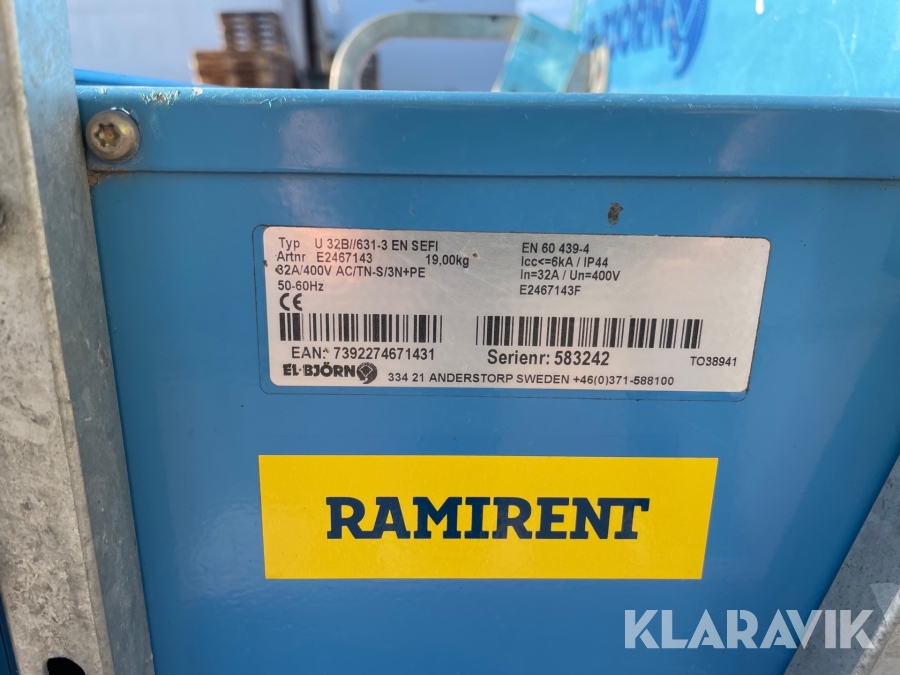 BJÖRN
Typ U 32B//631-3 EN SEFI
Artnr E2467143 19,00kg
32A/400V AC/TN-S/3N+PE
50-60Hz
CE
EN 60 439-4
Icc<=6kA / IP44
In=32A / Un=400V
E2467143F
EAN: 7392274671431
Serienr: 583242
TO38941
EL·BJÖRN
334 21 ANDERSTORP SWEDEN +46(0)371-588100
RAMIRENT
KLARAVIK